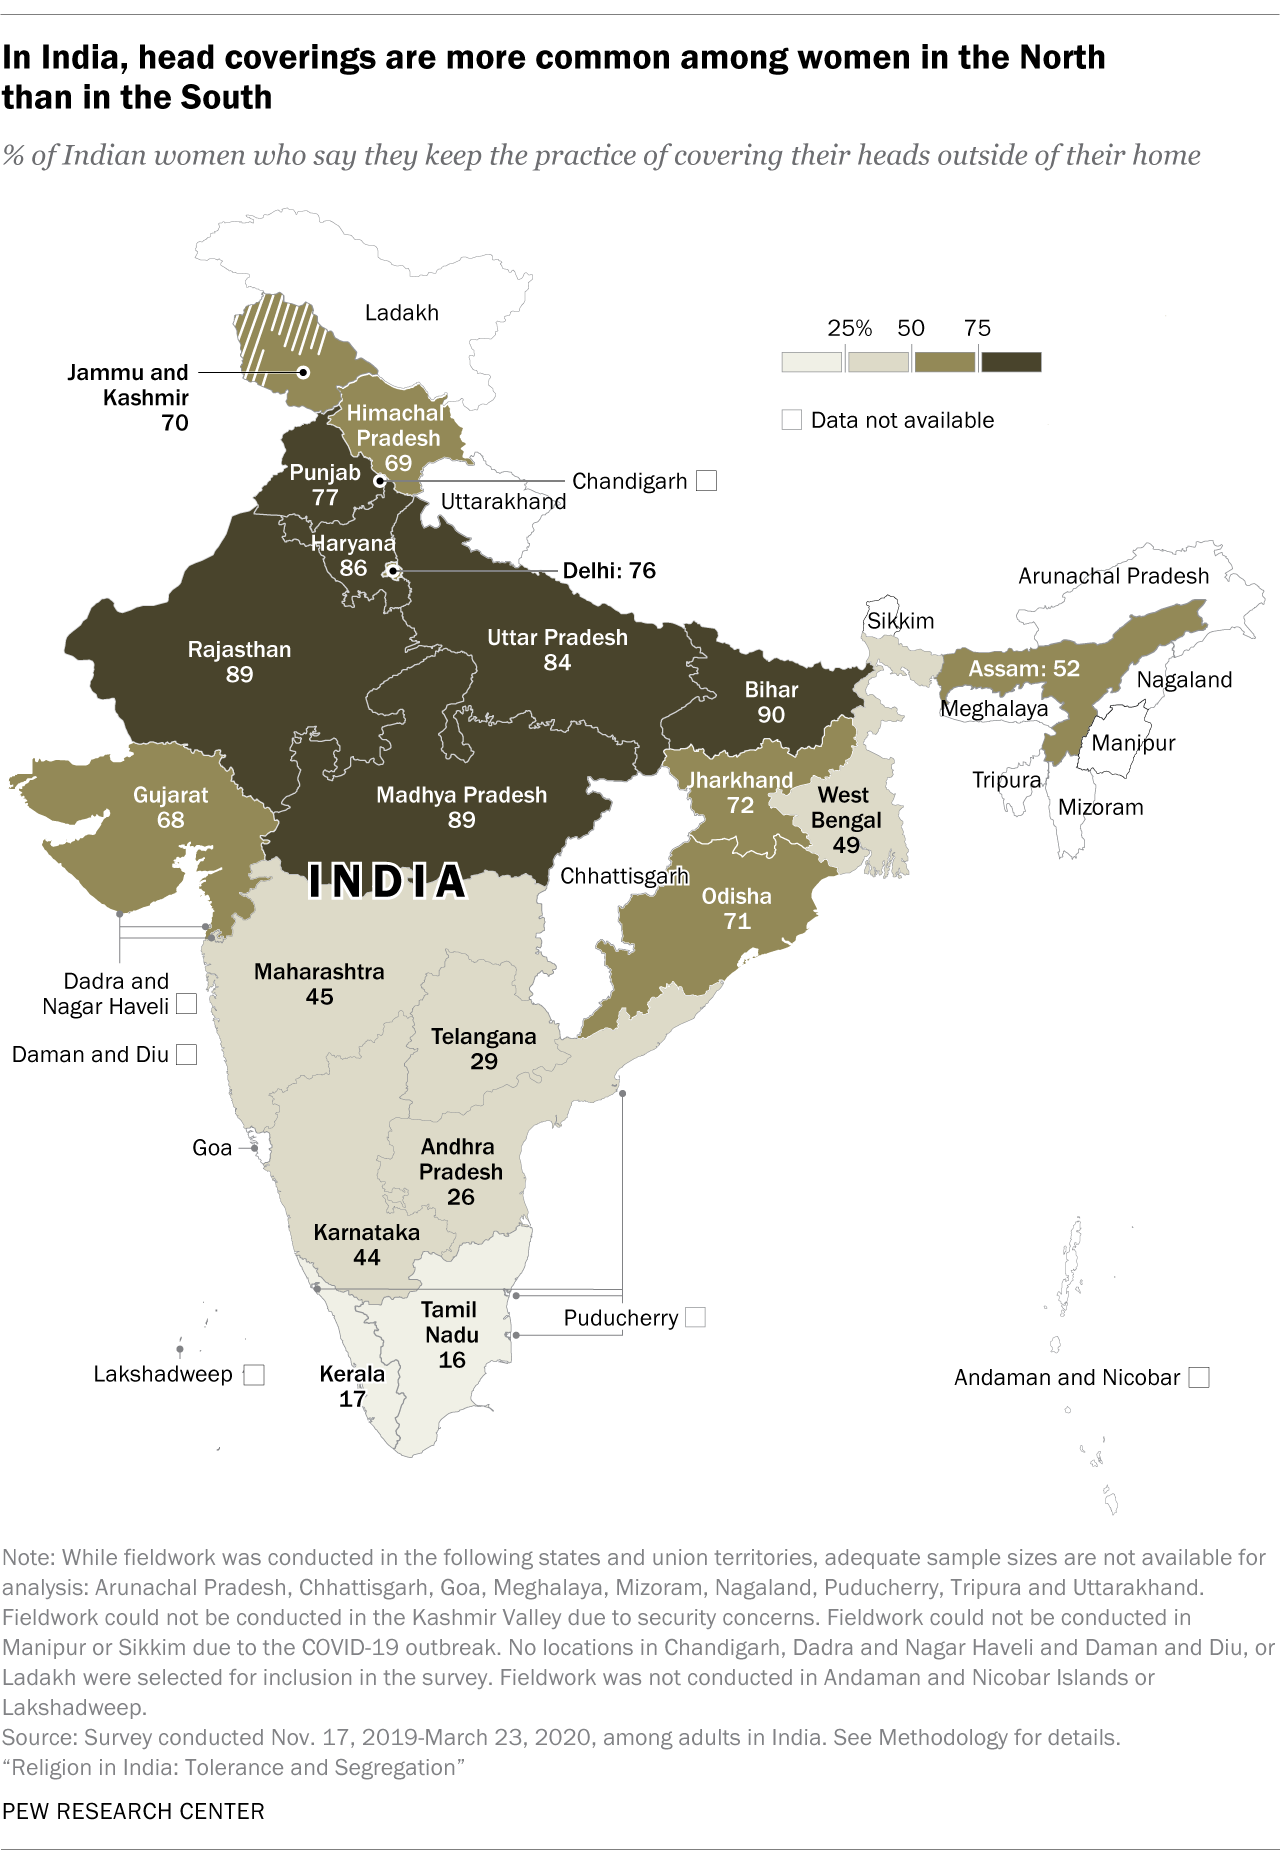 In India, head coverings are more common among women in the North
than in the South
% of Indian women who say they keep the practice of covering their heads outside of their home
Ladakh
25% 50 75
Data not available
Jammu and
Kashmir
70
Himachal
Pradesh
69
Punjab
77
Chandigarh
Uttarakhand
Haryana
86
Delhi: 76
Arunachal Pradesh
Sikkim
Rajasthan
89
Uttar Pradesh
84
Assam: 52
Nagaland
Bihar
90
Meghalaya
Manipur
Gujarat
68
Madhya Pradesh
89
Jharkhand
72
West
Bengal
49
Tripura
Mizoram
INDIA
Chhattisgarh
Odisha
71
Dadra and
Nagar Haveli
Maharashtra
45
Daman and Diu
Telangana
29
Goa
Andhra
Pradesh
26
Karnataka
44
Tamil
Nadu
16
Puducherry
Lakshadweep
Kerala
17
Andaman and Nicobar
Note: While fieldwork was conducted in the following states and union territories, adequate sample sizes are not available for
analysis: Arunachal Pradesh, Chhattisgarh, Goa, Meghalaya, Mizoram, Nagaland, Puducherry, Tripura and Uttarakhand.
Fieldwork could not be conducted in the Kashmir Valley due to security concerns. Fieldwork could not be conducted in
Manipur or Sikkim due to the COVID-19 outbreak. No locations in Chandigarh, Dadra and Nagar Haveli and Daman and Diu, or
Ladakh were selected for inclusion in the survey. Fieldwork was not conducted in Andaman and Nicobar Islands or
Lakshadweep.
Source: Survey conducted Nov. 17, 2019-March 23, 2020, among adults in India. See Methodology for details.
“Religion in India: Tolerance and Segregation”
PEW RESEARCH CENTER